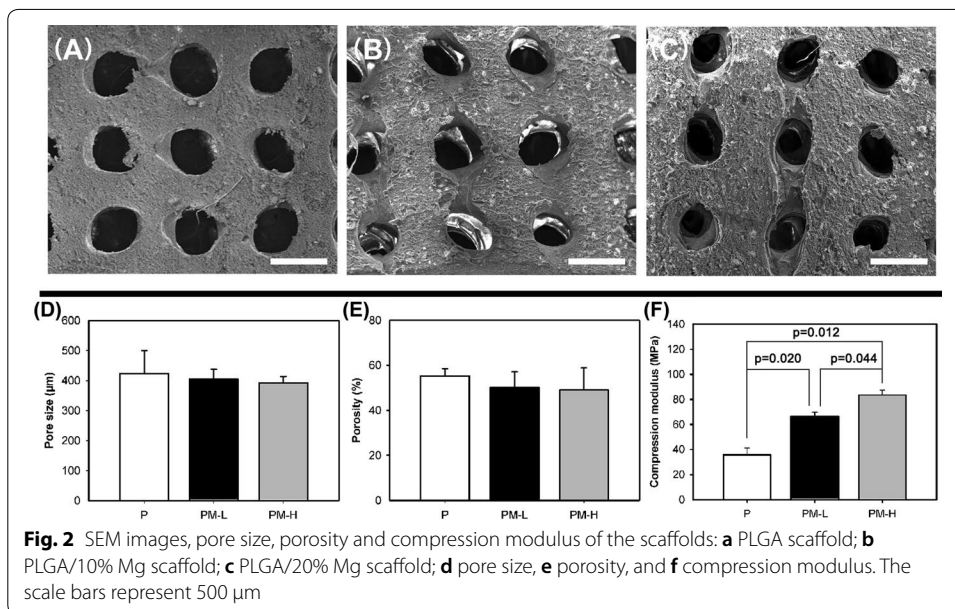 (A)
(B)
(C)
(D)
600
500
400
300
200
100
0
Pore size (μm)
P PM-L PM-H
(E)
80
60
40
20
0
Porosity (%)
P PM-L PM-H
(F)
140
120
100
80
60
40
20
0
Compression modulus (MPa)
p=0.012
p=0.020 p=0.044
P PM-L PM-H
Fig. 2 SEM images, pore size, porosity and compression modulus of the scaffolds: a PLGA scaffold; b
PLGA/10% Mg scaffold; c PLGA/20% Mg scaffold; d pore size, e porosity, and f compression modulus. The
scale bars represent 500 μm